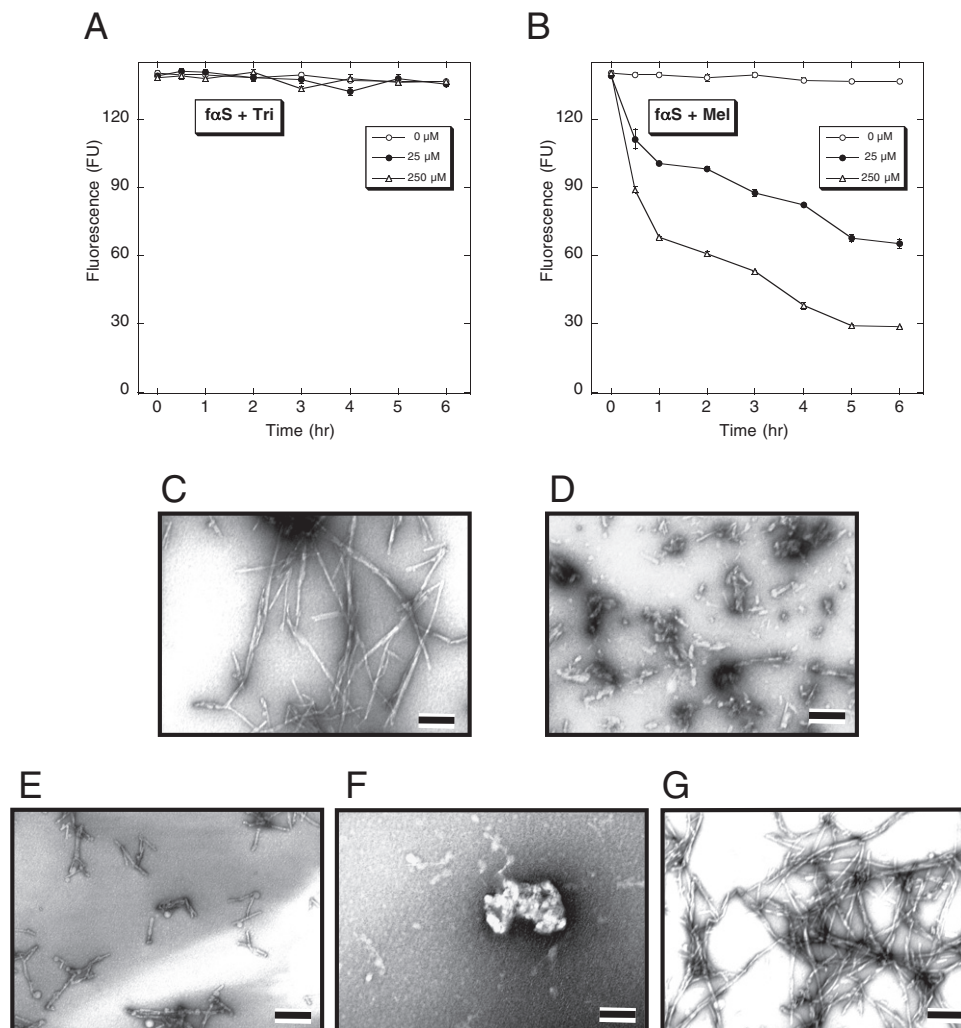 A
B
fαS + Tri
0 µM
25 µM
250 µM
Fluorescence (FU)
120
90
60
30
0
0 1 2 3 4 5 6
Time (hr)
fαS + Mel
0 µM
25 µM
250 µM
Fluorescence (FU)
120
90
60
30
0
0 1 2 3 4 5 6
Time (hr)
C
D
E
F
G